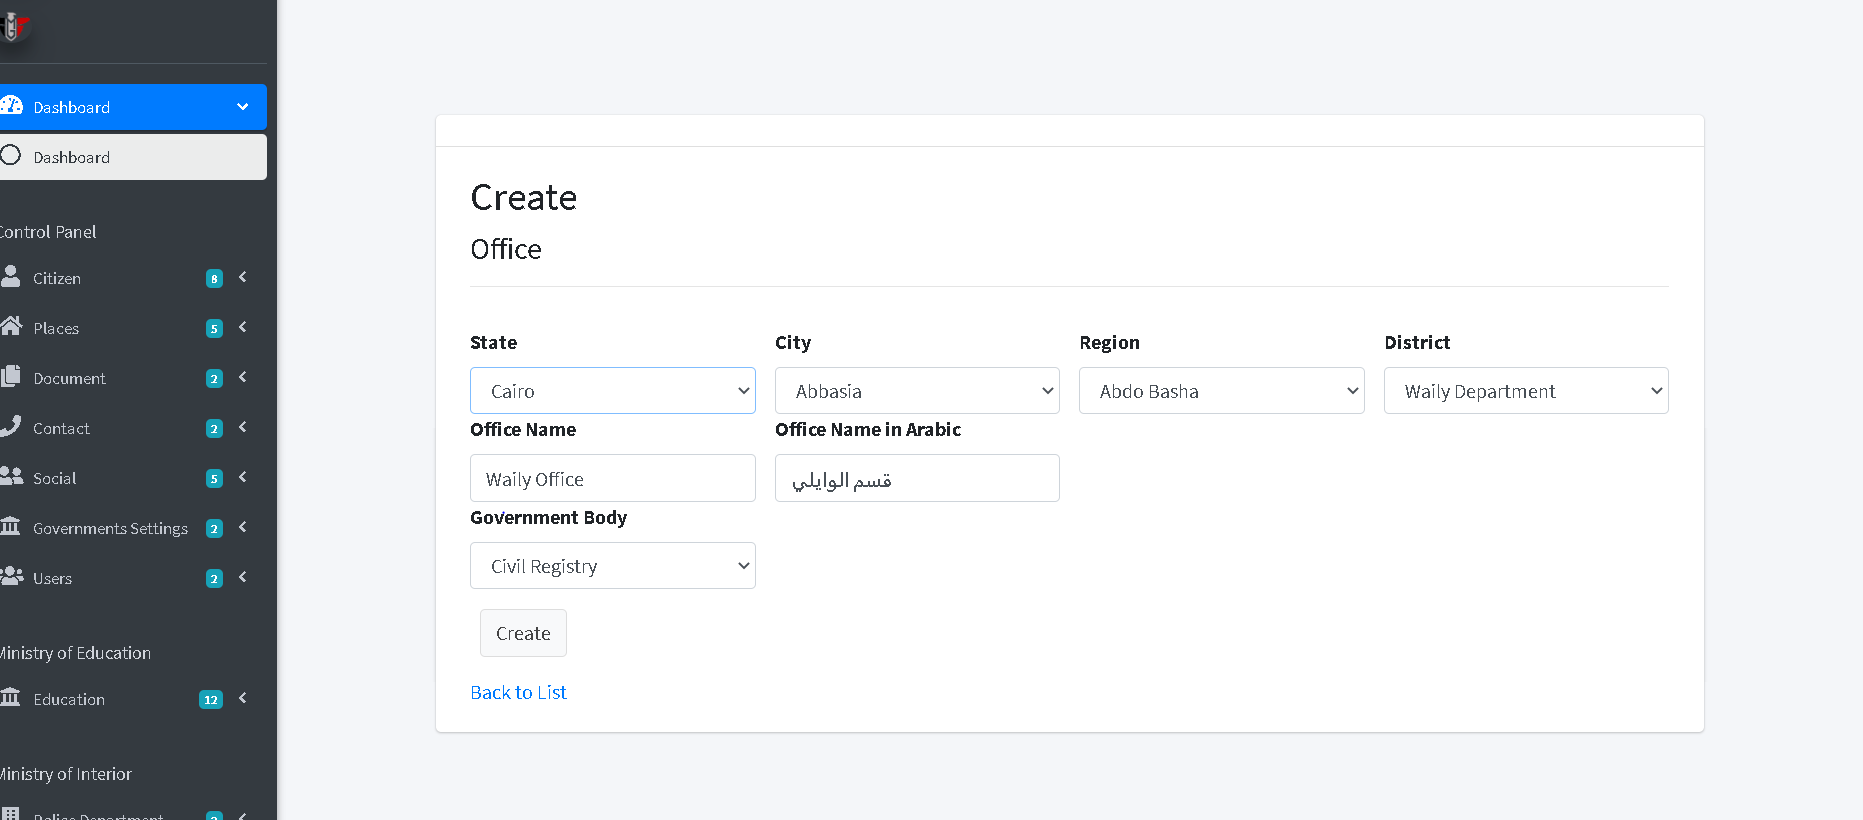 Dashboard
Dashboard
Control Panel
Citizen 8
Places 5
Document 2
Contact 2
Social 5
Governments Settings 2
Users 2
Ministry of Education
Education 12
Ministry of Interior
Police Department
Create
Office
State City Region District
Cairo Abbasia Abdo Basha Waily Department
Office Name Office Name in Arabic
Waily Office قسم الوايلي
Government Body
Civil Registry
Create
Back to List